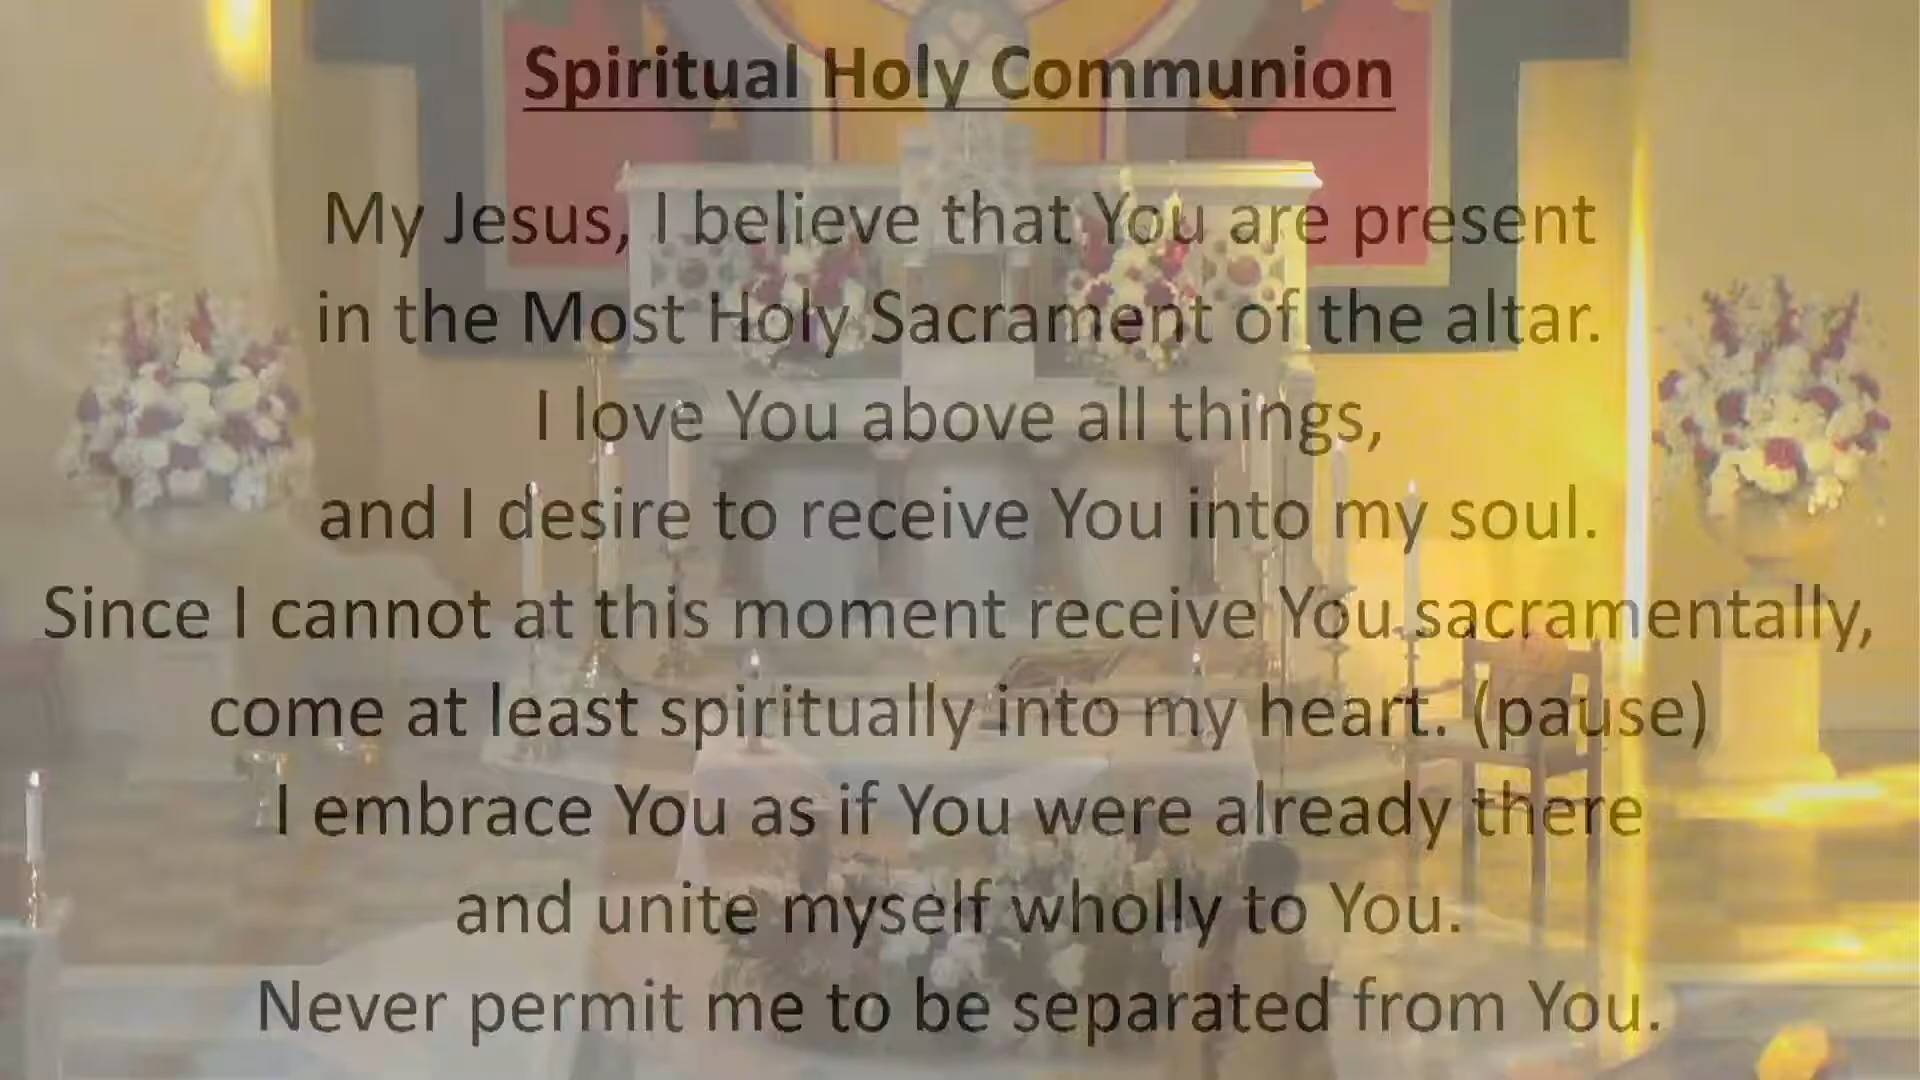 Spiritual Holy Communion
My Jesus, I believe that You are present
in the Most Holy Sacrament of the altar.
I love You above all things,
and I desire to receive You into my soul.
Since I cannot at this moment receive You sacramentally,
come at least spiritually into my heart. (pause)
I embrace You as if You were already there
and unite myself wholly to You.
Never permit me to be separated from You.